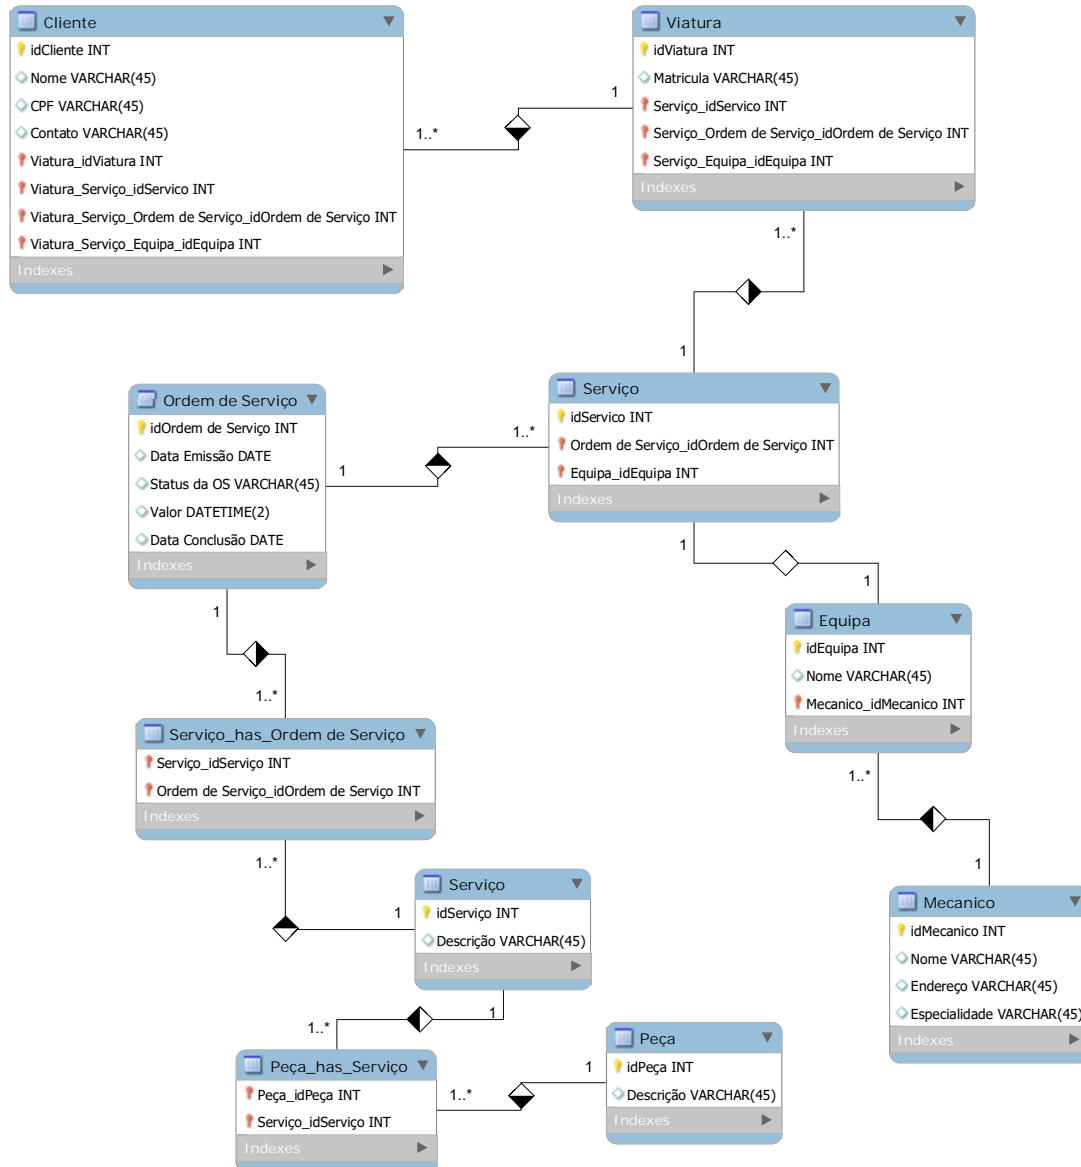 Cliente
idCliente INT
Nome VARCHAR(45)
CPF VARCHAR(45)
Contato VARCHAR(45)
Viatura_idViatura INT
Viatura_Serviço_idServico INT
Viatura_Serviço_Ordem de Serviço_idOrdem de Serviço INT
Viatura_Serviço_Equipa_idEquipa INT
Indexes
1..*
1
Viatura
idViatura INT
Matricula VARCHAR(45)
Serviço_idServico INT
Serviço_Ordem de Serviço_idOrdem de Serviço INT
Serviço_Equipa_idEquipa INT
Indexes
1..*
1
Serviço
idServico INT
Ordem de Serviço_idOrdem de Serviço INT
Equipa_idEquipa INT
Indexes
1..*
1
Ordem de Serviço
idOrdem de Serviço INT
Data Emissão DATE
Status da OS VARCHAR(45)
Valor DATETIME(2)
Data Conclusão DATE
Indexes
1
1
Equipa
idEquipa INT
Nome VARCHAR(45)
Mecanico_idMecanico INT
Indexes
1..*
1
Mecanico
idMecanico INT
Nome VARCHAR(45)
Endereço VARCHAR(45)
Especialidade VARCHAR(45)
Indexes
1
1..*
Serviço_has_Ordem de Serviço
Serviço_idServiço INT
Ordem de Serviço_idOrdem de Serviço INT
Indexes
1..*
1
Serviço
idServiço INT
Descrição VARCHAR(45)
Indexes
1
1..*
Peça_has_Serviço
Peça_idPeça INT
Serviço_idServiço INT
Indexes
1..*
1
Peça
idPeça INT
Descrição VARCHAR(45)
Indexes